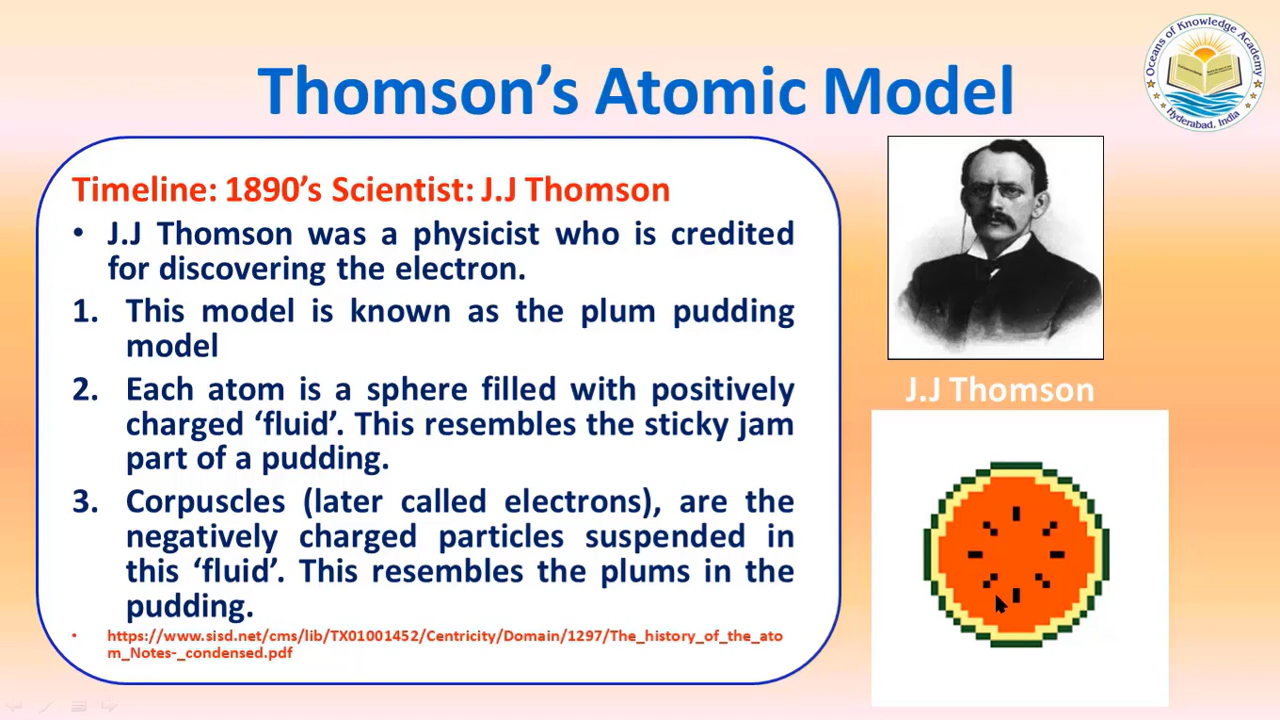 Thomson’s Atomic Model
Oceans of Knowledge Academy
Hyderabad, India
Timeline: 1890’s Scientist: J.J Thomson
• J.J Thomson was a physicist who is credited
for discovering the electron.
1. This model is known as the plum pudding
model
2. Each atom is a sphere filled with positively
charged ‘fluid’. This resembles the sticky jam
part of a pudding.
3. Corpuscles (later called electrons), are the
negatively charged particles suspended in
this ‘fluid’. This resembles the plums in the
pudding.
• https://www.sisd.net/cms/lib/TX01001452/Centricity/Domain/1297/The_history_of_the_ato
m_Notes-_condensed.pdf
J.J Thomson